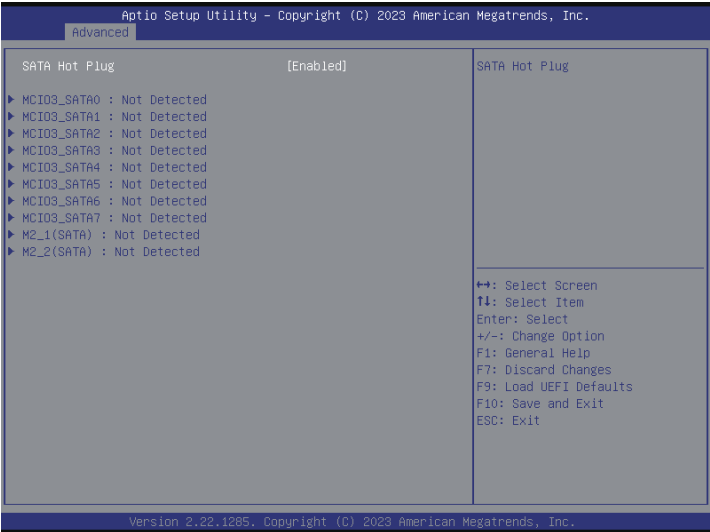 Aptio Setup Utility – Copyright (C) 2023 American Megatrends, Inc.
Advanced
SATA Hot Plug [Enabled]
MCIO3_SATA0 : Not Detected
MCIO3_SATA1 : Not Detected
MCIO3_SATA2 : Not Detected
MCIO3_SATA3 : Not Detected
MCIO3_SATA4 : Not Detected
MCIO3_SATA5 : Not Detected
MCIO3_SATA6 : Not Detected
MCIO3_SATA7 : Not Detected
M2_1(SATA) : Not Detected
M2_2(SATA) : Not Detected
SATA Hot Plug
↔: Select Screen
↑↓: Select Item
Enter: Select
+/-: Change Option
F1: General Help
F7: Discard Changes
F9: Load UEFI Defaults
F10: Save and Exit
ESC: Exit
Version 2.22.1285. Copyright (C) 2023 American Megatrends, Inc.